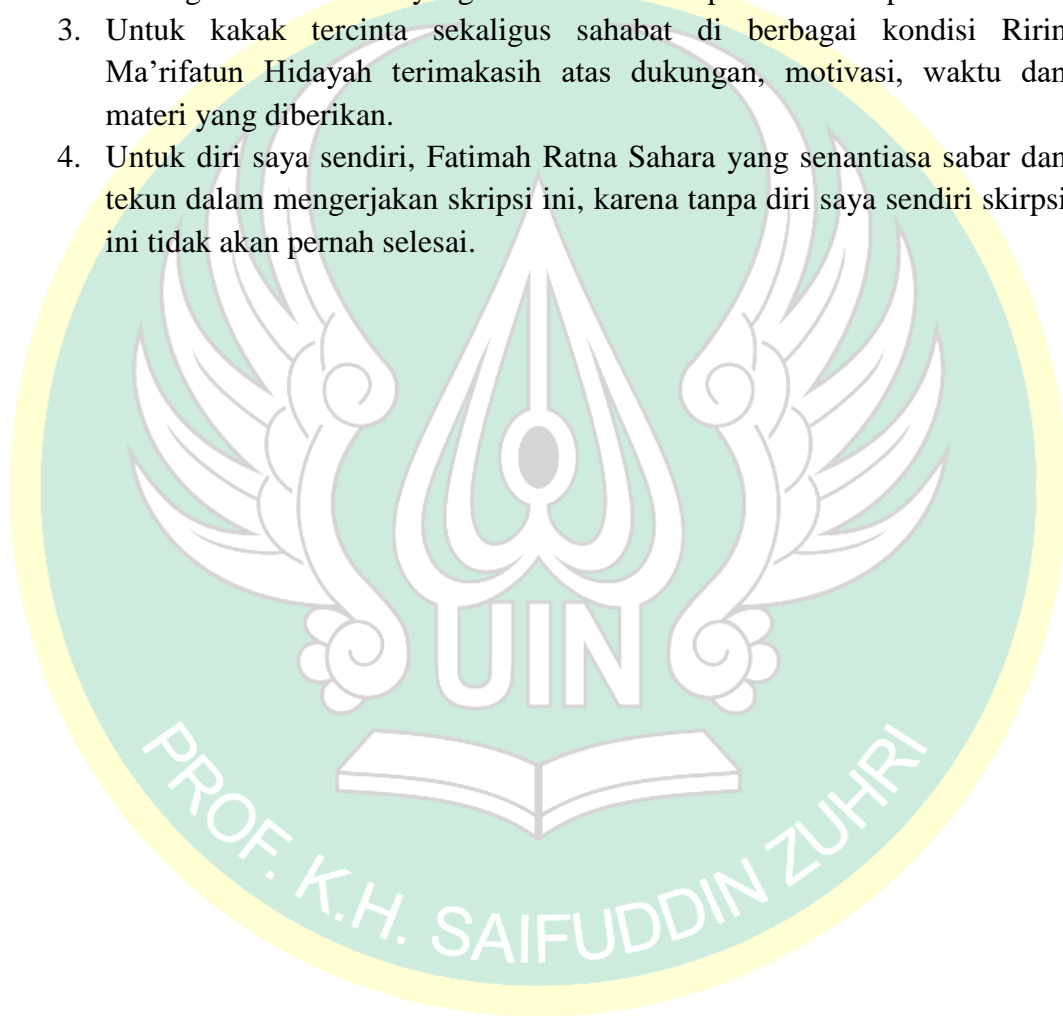 3. Untuk kakak tercinta sekaligus sahabat di berbagai kondisi Ririn
Ma’rifatun Hidayah terimakasih atas dukungan, motivasi, waktu dan
materi yang diberikan.
4. Untuk diri saya sendiri, Fatimah Ratna Sahara yang senantiasa sabar dan
tekun dalam mengerjakan skripsi ini, karena tanpa diri saya sendiri skirpsi
ini tidak akan pernah selesai.
UIN
PROF. K.H. SAIFUDDIN ZUHRI